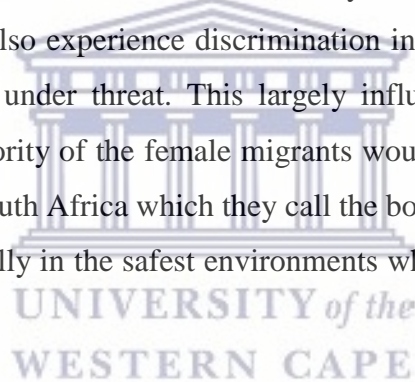 lso experience discrimination in
under threat. This largely influ
ority of the female migrants wou
uth Africa which they call the bo
lly in the safest environments wh
UNIVERSITY of the
WESTERN CAPE